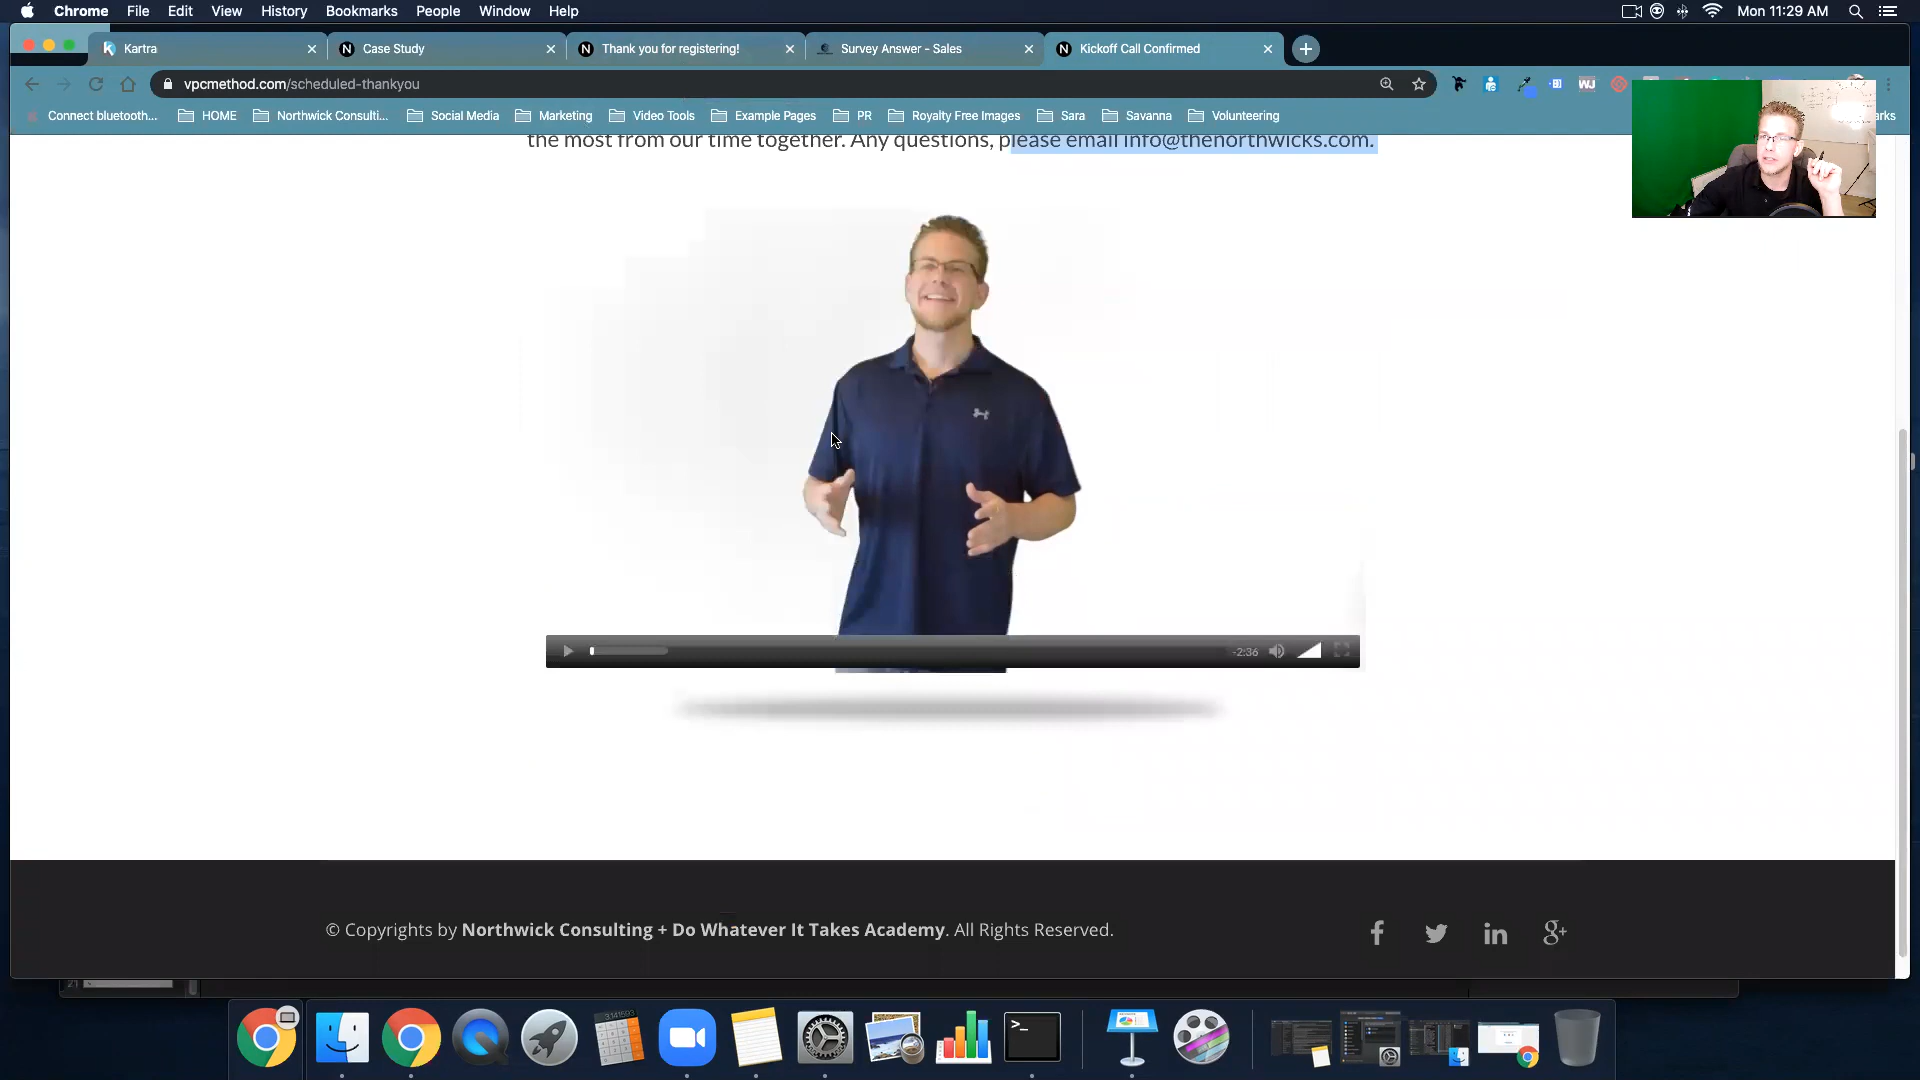 Chrome File Edit View History Bookmarks People Window Help Mon 11:29 AM
Kartra Case Study Thank you for registering! Survey Answer - Sales Kickoff Call Confirmed
vpcmethod.com/scheduled-thankyou
Connect bluetooth... HOME Northwick Consulti... Social Media Marketing Video Tools Example Pages PR Royalty Free Images Sara Savanna Volunteering
the most from our time together. Any questions, please email info@thenorthwicks.com.
-2:36
© Copyrights by Northwick Consulting + Do Whatever It Takes Academy. All Rights Reserved.